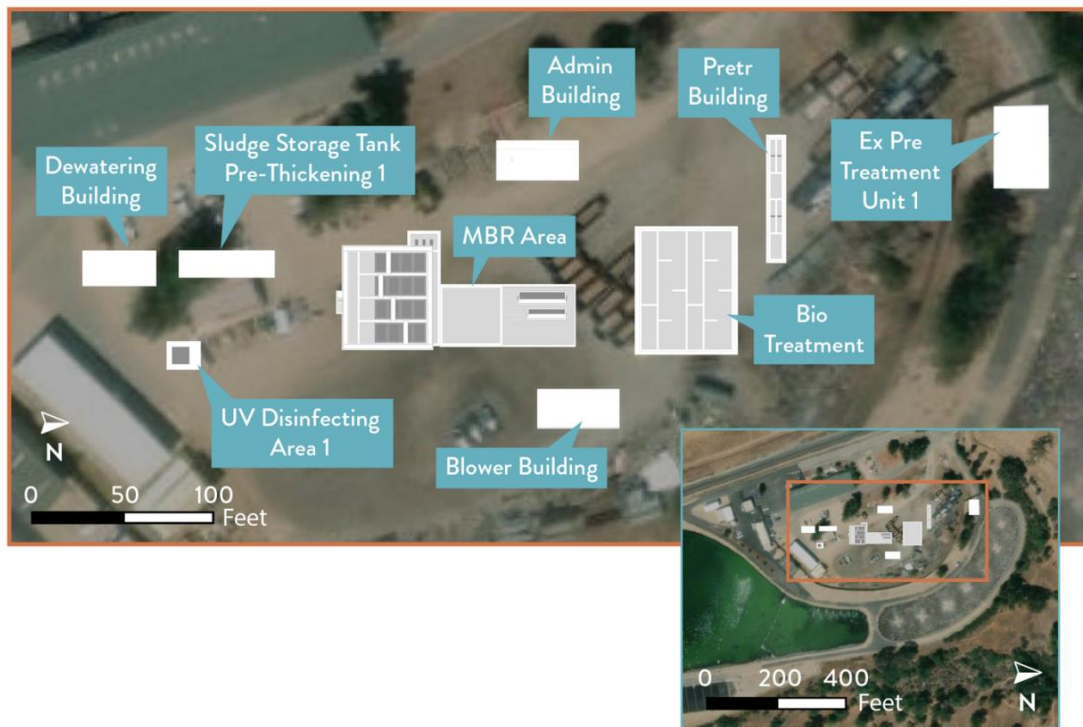 Admin
Building
Pretr
Building
Dewatering
Building
Sludge Storage Tank
Pre-Thickening 1
Ex Pre
Treatment
Unit 1
MBR Area
Bio
Treatment
UV Disinfecting
Area 1
Blower Building
N
0 50 100
Feet
0 200 400
Feet
N